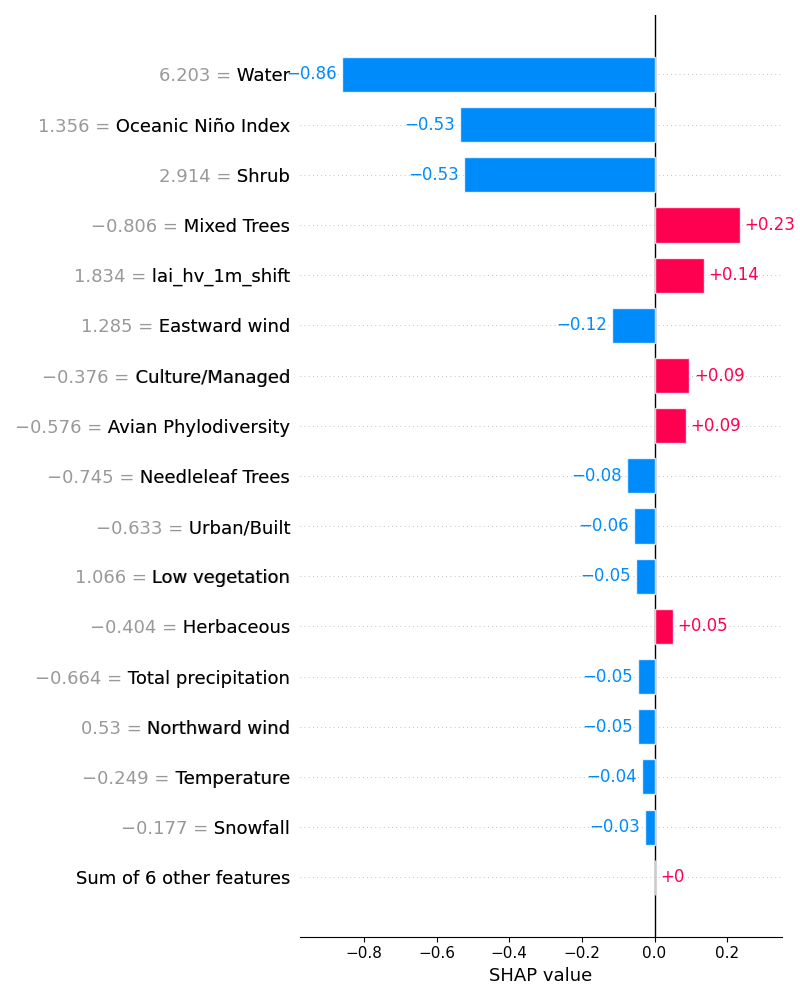 6.203 = Water −0.86
1.356 = Oceanic Niño Index −0.53
2.914 = Shrub −0.53
−0.806 = Mixed Trees +0.23
1.834 = lai_hv_1m_shift +0.14
1.285 = Eastward wind −0.12
−0.376 = Culture/Managed +0.09
−0.576 = Avian Phylodiversity +0.09
−0.745 = Needleleaf Trees −0.08
−0.633 = Urban/Built −0.06
1.066 = Low vegetation −0.05
−0.404 = Herbaceous +0.05
−0.664 = Total precipitation −0.05
0.53 = Northward wind −0.05
−0.249 = Temperature −0.04
−0.177 = Snowfall −0.03
Sum of 6 other features +0
−0.8 −0.6 −0.4 −0.2 0.0 0.2
SHAP value